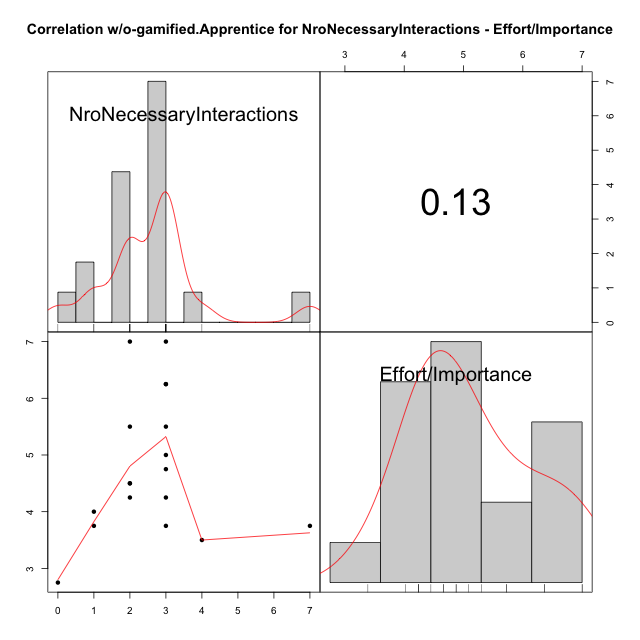 Correlation w/o-gamified.Apprentice for NroNecessaryInteractions - Effort/Importance
3 4 5 6 7
NroNecessaryInteractions
0.13
0 1 2 3 4 5 6 7
Effort/Importance
3 4 5 6 7
0 1 2 3 4 5 6 7